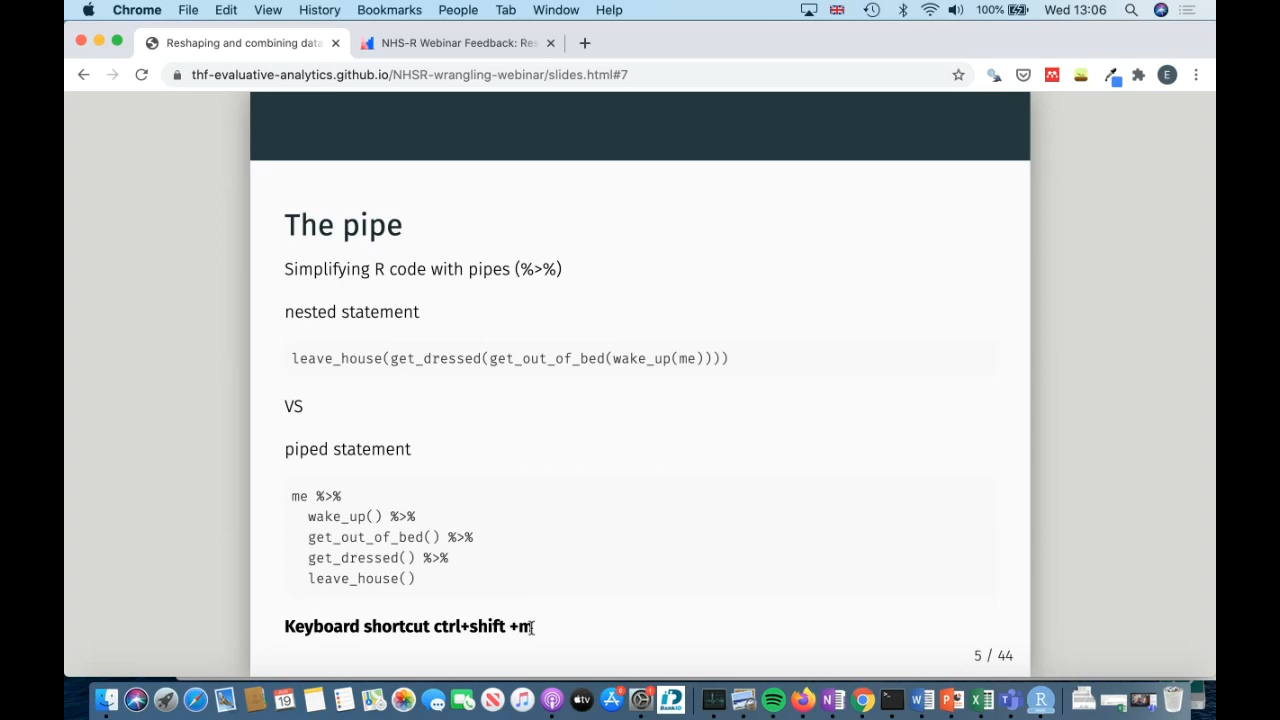 Chrome File Edit View History Bookmarks People Tab Window Help 100% Wed 13:06
Reshaping and combining data NHS-R Webinar Feedback: Res
thf-evaluative-analytics.github.io/NHSR-wrangling-webinar/slides.html#7 E
The pipe
Simplifying R code with pipes (%>%)
nested statement
leave_house(get_dressed(get_out_of_bed(wake_up(me))))
VS
piped statement
me %>%
wake_up() %>%
get_out_of_bed() %>%
get_dressed() %>%
leave_house()
Keyboard shortcut ctrl+shift +m
5 / 44